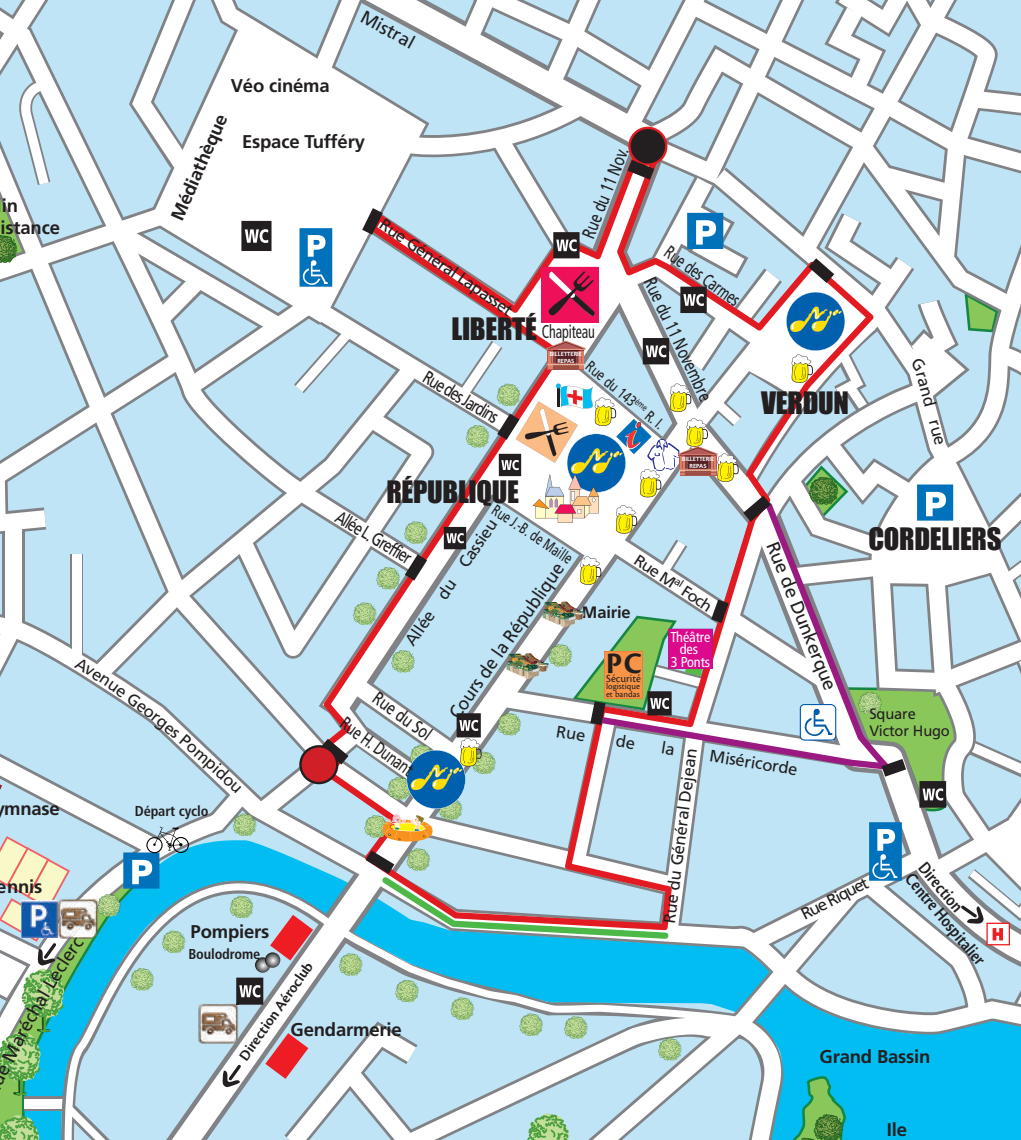 Mistral
Véo cinéma
Espace Tufféry
Médiathèque
in
istance
WC
P
Rue du 11 Nov.
WC
P
Rue Général Lapasset
Rue des Carmes
WC
LIBERTÉ
Chapiteau
BILLETTERIE
REPAS
Rue du 11 Novembre
WC
Rue du 143ème R. I.
Rue des Jardins
VERDUN
Grand rue
i
BILLETTERIE
REPAS
WC
RÉPUBLIQUE
P
CORDELIERS
Rue J.-B. de Maille
Allée L. Greffier
WC
Allée du Cassieu
Cours de la République
Rue Mal Foch
Rue de Dunkerque
Mairie
Théâtre
des
3 Ponts
PC
Sécurité
logistique
et bandas
WC
Avenue Georges Pompidou
Rue du Sol
Rue H. Dunant
WC
Rue de la Miséricorde
Square
Victor Hugo
WC
ymnase
Départ cyclo
P
ennis
P
Rue du Général Dejean
P
Rue Riquet
Direction
Centre Hospitalier
H
Pompiers
Boulodrome
WC
Direction Aéroclub
Gendarmerie
de Maréchal Leclerc
Grand Bassin
Ile